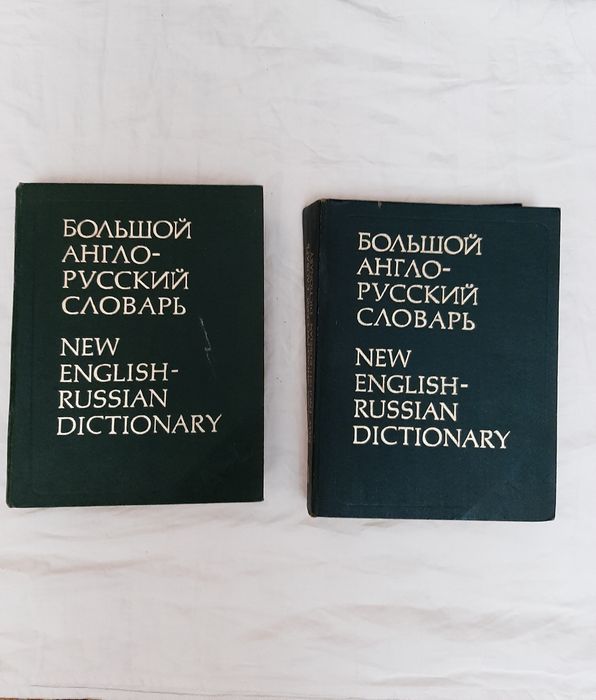 БОЛЬШОЙ
АНГЛО-
РУССКИЙ
СЛОВАРЬ
NEW
ENGLISH-
RUSSIAN
DICTIONARY
БОЛЬШОЙ
АНГЛО-
РУССКИЙ
СЛОВАРЬ
NEW
ENGLISH-
RUSSIAN
DICTIONARY